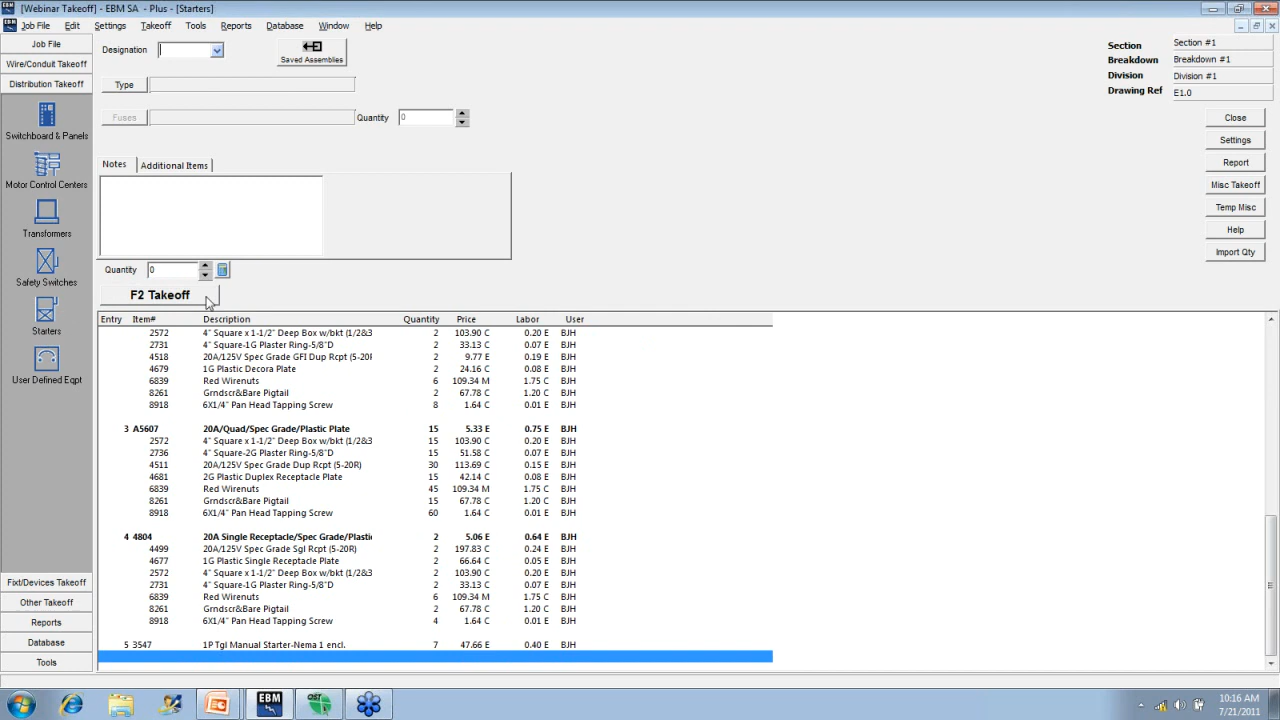 [Webinar Takeoff] - EBM SA - Plus - [Starters]
Job File Edit Settings Takeoff Tools Reports Database Window Help
Job File
Wire/Conduit Takeoff
Distribution Takeoff
Switchboard & Panels
Motor Control Centers
Transformers
Safety Switches
Starters
User Defined Eqpt
Fixt/Devices Takeoff
Other Takeoff
Reports
Database
Tools
Designation
Saved Assemblies
Type
Fuses
Quantity 0
Notes Additional Items
Quantity 0
F2 Takeoff
Section Section #1
Breakdown Breakdown #1
Division Division #1
Drawing Ref E1.0
Close
Settings
Report
Misc Takeoff
Temp Misc
Help
Import Qty
Entry Item# Description Quantity Price Labor User
2572 4" Square x 1-1/2" Deep Box w/bkt (1/2&3 2 103.90 C 0.20 E BJH
2731 4" Square-1G Plaster Ring-5/8"D 2 33.13 C 0.07 E BJH
4518 20A/125V Spec Grade GFI Dup Rcpt (5-20F 2 9.77 E 0.19 E BJH
4679 1G Plastic Decora Plate 2 24.16 C 0.08 E BJH
6839 Red Wirenuts 6 109.34 M 1.75 C BJH
8261 Grndscr&Bare Pigtail 2 67.78 C 1.20 C BJH
8918 6X1/4" Pan Head Tapping Screw 8 1.64 C 0.01 E BJH
3 A5607 20A/Quad/Spec Grade/Plastic Plate 15 5.33 E 0.75 E BJH
2572 4" Square x 1-1/2" Deep Box w/bkt (1/2&3 15 103.90 C 0.20 E BJH
2736 4" Square-2G Plaster Ring-5/8"D 15 51.58 C 0.07 E BJH
4511 20A/125V Spec Grade Dup Rcpt (5-20R) 30 113.69 C 0.15 E BJH
4681 2G Plastic Duplex Receptacle Plate 15 42.14 C 0.08 E BJH
6839 Red Wirenuts 45 109.34 M 1.75 C BJH
8261 Grndscr&Bare Pigtail 15 67.78 C 1.20 C BJH
8918 6X1/4" Pan Head Tapping Screw 60 1.64 C 0.01 E BJH
4 4804 20A Single Receptacle/Spec Grade/Plastic 2 5.06 E 0.64 E BJH
4499 20A/125V Spec Grade Sgl Rcpt (5-20R) 2 197.83 C 0.24 E BJH
4677 1G Plastic Single Receptacle Plate 2 66.64 C 0.05 E BJH
2572 4" Square x 1-1/2" Deep Box w/bkt (1/2&3 2 103.90 C 0.20 E BJH
2731 4" Square-1G Plaster Ring-5/8"D 2 33.13 C 0.07 E BJH
6839 Red Wirenuts 6 109.34 M 1.75 C BJH
8261 Grndscr&Bare Pigtail 2 67.78 C 1.20 C BJH
8918 6X1/4" Pan Head Tapping Screw 4 1.64 C 0.01 E BJH
5 3547 1P Tgl Manual Starter-Nema 1 encl. 7 47.66 E 0.40 E BJH
EBM
OST
10:16 AM
7/21/2011